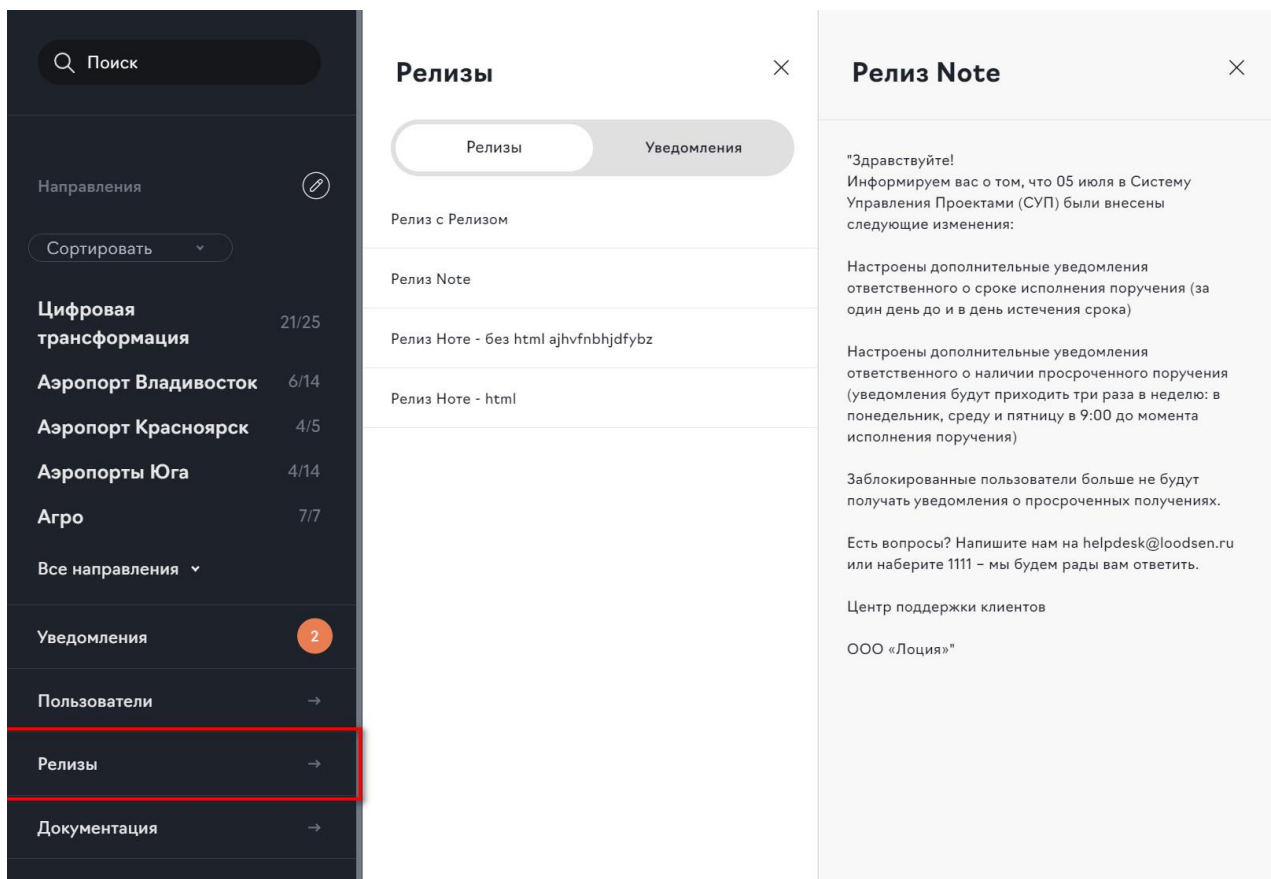 Поиск
Направления
Сортировать
Цифровая
трансформация
21/25
Аэропорт Владивосток 6/14
Аэропорт Красноярск 4/5
Аэропорты Юга 4/14
Агро 7/7
Все направления
Уведомления 2
Пользователи →
Релизы →
Документация →
Релизы
Релизы Уведомления
Релиз с Релизом
Релиз Note
Релиз Ноте - без html ajhvfnbhjdfybz
Релиз Ноте - html
Релиз Note
"Здравствуйте!
Информируем вас о том, что 05 июля в Систему
Управления Проектами (СУП) были внесены
следующие изменения:
Настроены дополнительные уведомления
ответственного о сроке исполнения поручения (за
один день до и в день истечения срока)
Настроены дополнительные уведомления
ответственного о наличии просроченного поручения
(уведомления будут приходить три раза в неделю: в
понедельник, среду и пятницу в 9:00 до момента
исполнения поручения)
Заблокированные пользователи больше не будут
получать уведомления о просроченных получениях.
Есть вопросы? Напишите нам на helpdesk@loodsen.ru
или наберите 1111 – мы будем рады вам ответить.
Центр поддержки клиентов
ООО «Лоция»"